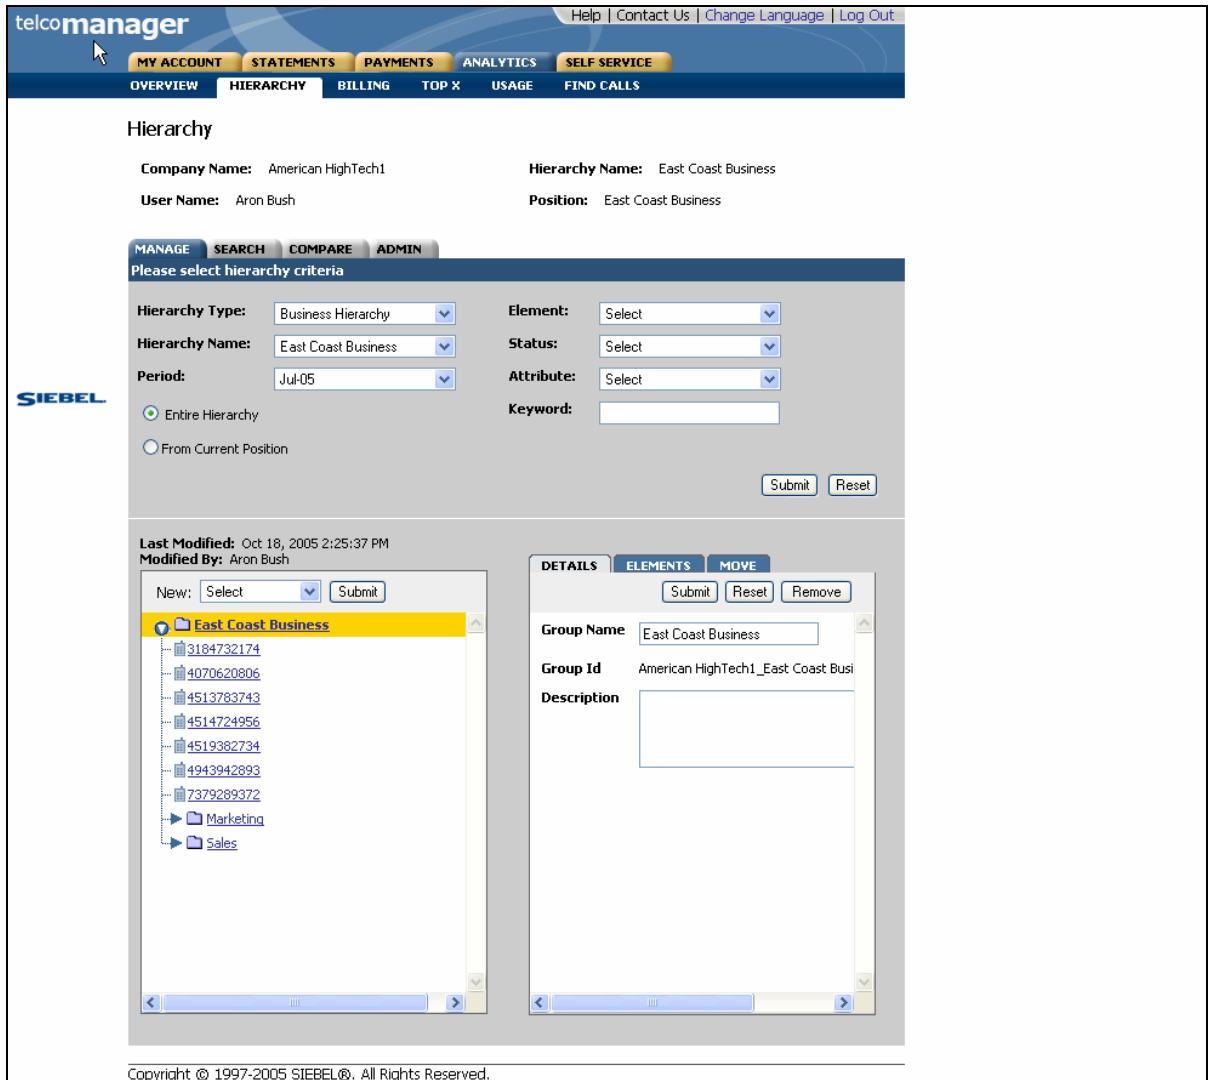 telcomanager
Help | Contact Us | Change Language | Log Out
MY ACCOUNT STATEMENTS PAYMENTS ANALYTICS SELF SERVICE
OVERVIEW HIERARCHY BILLING TOP X USAGE FIND CALLS
Hierarchy
Company Name: American HighTech1 Hierarchy Name: East Coast Business
User Name: Aron Bush Position: East Coast Business
MANAGE SEARCH COMPARE ADMIN
Please select hierarchy criteria
Hierarchy Type: Business Hierarchy Element: Select
Hierarchy Name: East Coast Business Status: Select
Period: Jul-05 Attribute: Select
SIEBEL.
Entire Hierarchy Keyword:
From Current Position
Submit Reset
Last Modified: Oct 18, 2005 2:25:37 PM
Modified By: Aron Bush
New: Select Submit
East Coast Business
3184732174
4070620806
4513783743
4514724956
4519382734
4943942893
7379289372
Marketing
Sales
DETAILS ELEMENTS MOVE
Submit Reset Remove
Group Name East Coast Business
Group Id American HighTech1_East Coast Busi
Description
Copyright © 1997-2005 SIEBEL®. All Rights Reserved.